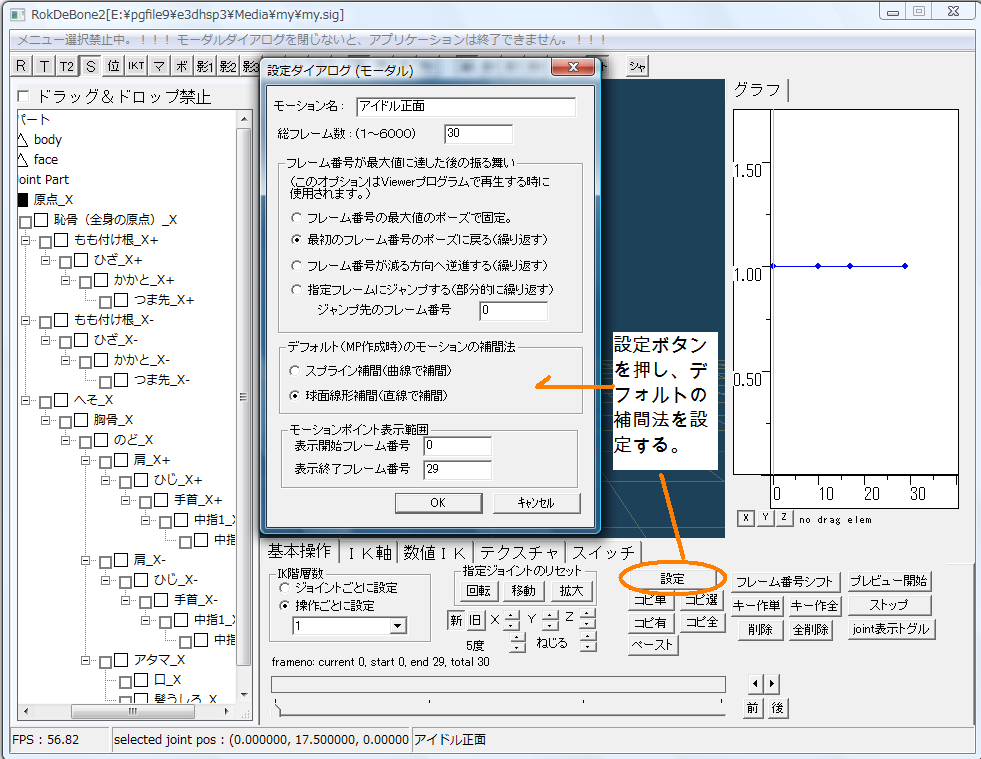 RokDeBone2[E:¥pgfile9¥e3dhsp3¥Media¥my¥my.sig]
メニュー選択禁止中。！！！ モーダルダイアログを閉じないと、アプリケーションは終了できません。！！！
R T T2 S 位 IKT マ ボ 影1 影2 影3
シャ
ドラッグ＆ドロップ禁止
パート
body
face
Joint Part
原点_X
恥骨（全身の原点）_X
もも付け根_X+
ひざ_X+
かかと_X+
つま先_X+
もも付け根_X-
ひざ_X-
かかと_X-
つま先_X-
へそ_X
胸骨_X
のど_X
肩_X+
ひじ_X+
手首_X+
中指1_X
中指
肩_X-
ひじ_X-
手首_X-
中指1_X
中指
アタマ_X
口_X
髪うしろ_X
設定ダイアログ (モーダル)
モーション名： アイドル正面
総フレーム数：(1～6000) 30
フレーム番号が最大値に達した後の振る舞い
(このオプションはViewerプログラムで再生する時に
使用されます。)
フレーム番号の最大値のポーズで固定。
最初のフレーム番号のポーズに戻る(繰り返す)
フレーム番号が減る方向へ逆進する(繰り返す)
指定フレームにジャンプする(部分的に繰り返す)
ジャンプ先のフレーム番号 0
デフォルト(MP作成時)のモーションの補間法
スプライン補間(曲線で補間)
球面線形補間(直線で補間)
モーションポイント表示範囲
表示開始フレーム番号 0
表示終了フレーム番号 29
OK キャンセル
設定ボタン
を押し、デ
フォルトの
補間法を設
定する。
グラフ
1.50
1.00
0.50
0 10 20 30
X Y Z no drag elem
基本操作 ＩＫ軸 数値ＩＫ テクスチャ スイッチ
IK階層数
ジョイントごとに設定
操作ごとに設定
1
指定ジョイントのリセット
回転 移動 拡大
新 旧 X Y Z
5度 ねじる
設定
コピ単 コピ選
コピ有 コピ全
ペースト
フレーム番号シフト プレビュー開始
キー作単 キー作全 ストップ
削除 全削除 joint表示トグル
frameno: current 0, start 0, end 29, total 30
前 後
FPS : 56.82 selected joint pos : (0.000000, 17.500000, 0.00000 アイドル正面